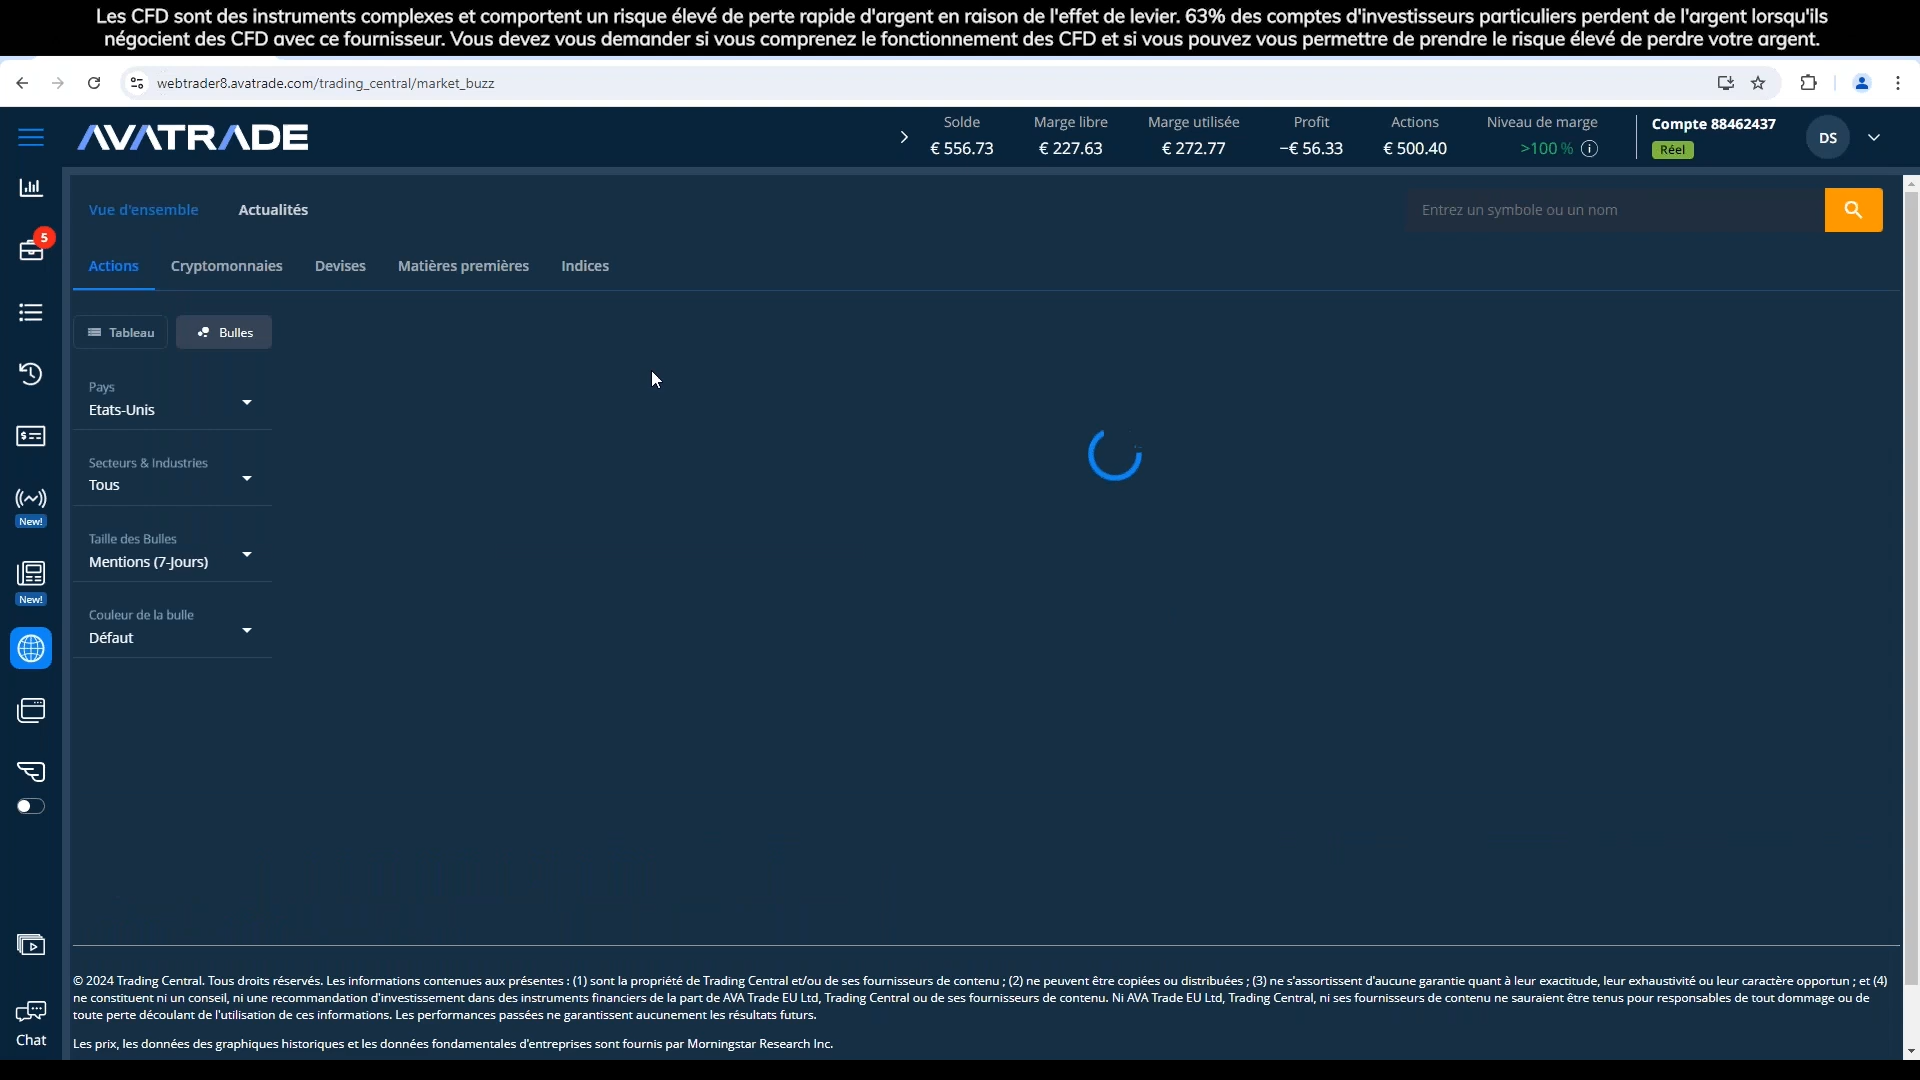 Les CFD sont des instruments complexes et comportent un risque élevé de perte rapide d'argent en raison de l'effet de levier. 63% des comptes d'investisseurs particuliers perdent de l'argent lorsqu'ils
négocient des CFD avec ce fournisseur. Vous devez vous demander si vous comprenez le fonctionnement des CFD et si vous pouvez vous permettre de prendre le risque élevé de perdre votre argent.
webtrader8.avatrade.com/trading_central/market_buzz
AVATRADE
Solde Marge libre Marge utilisée Profit Actions Niveau de marge Compte 88462437
€ 556.73 € 227.63 € 272.77 -€ 56.33 € 500.40 >100 % Réel
DS
Vue d'ensemble Actualités Entrez un symbole ou un nom
5
Actions Cryptomonnaies Devises Matières premières Indices
Tableau Bulles
Pays
Etats-Unis
Secteurs & Industries
Tous
New!
Taille des Bulles
Mentions (7-Jours)
New!
Couleur de la bulle
Défaut
© 2024 Trading Central. Tous droits réservés. Les informations contenues aux présentes : (1) sont la propriété de Trading Central et/ou de ses fournisseurs de contenu ; (2) ne peuvent être copiées ou distribuées ; (3) ne s'assortissent d'aucune garantie quant à leur exactitude, leur exhaustivité ou leur caractère opportun ; et (4)
ne constituent ni un conseil, ni une recommandation d'investissement dans des instruments financiers de la part de AVA Trade EU Ltd, Trading Central ou de ses fournisseurs de contenu. Ni AVA Trade EU Ltd, Trading Central, ni ses fournisseurs de contenu ne sauraient être tenus pour responsables de tout dommage ou de
toute perte découlant de l'utilisation de ces informations. Les performances passées ne garantissent aucunement les résultats futurs.
Chat
Les prix, les données des graphiques historiques et les données fondamentales d'entreprises sont fournis par Morningstar Research Inc.